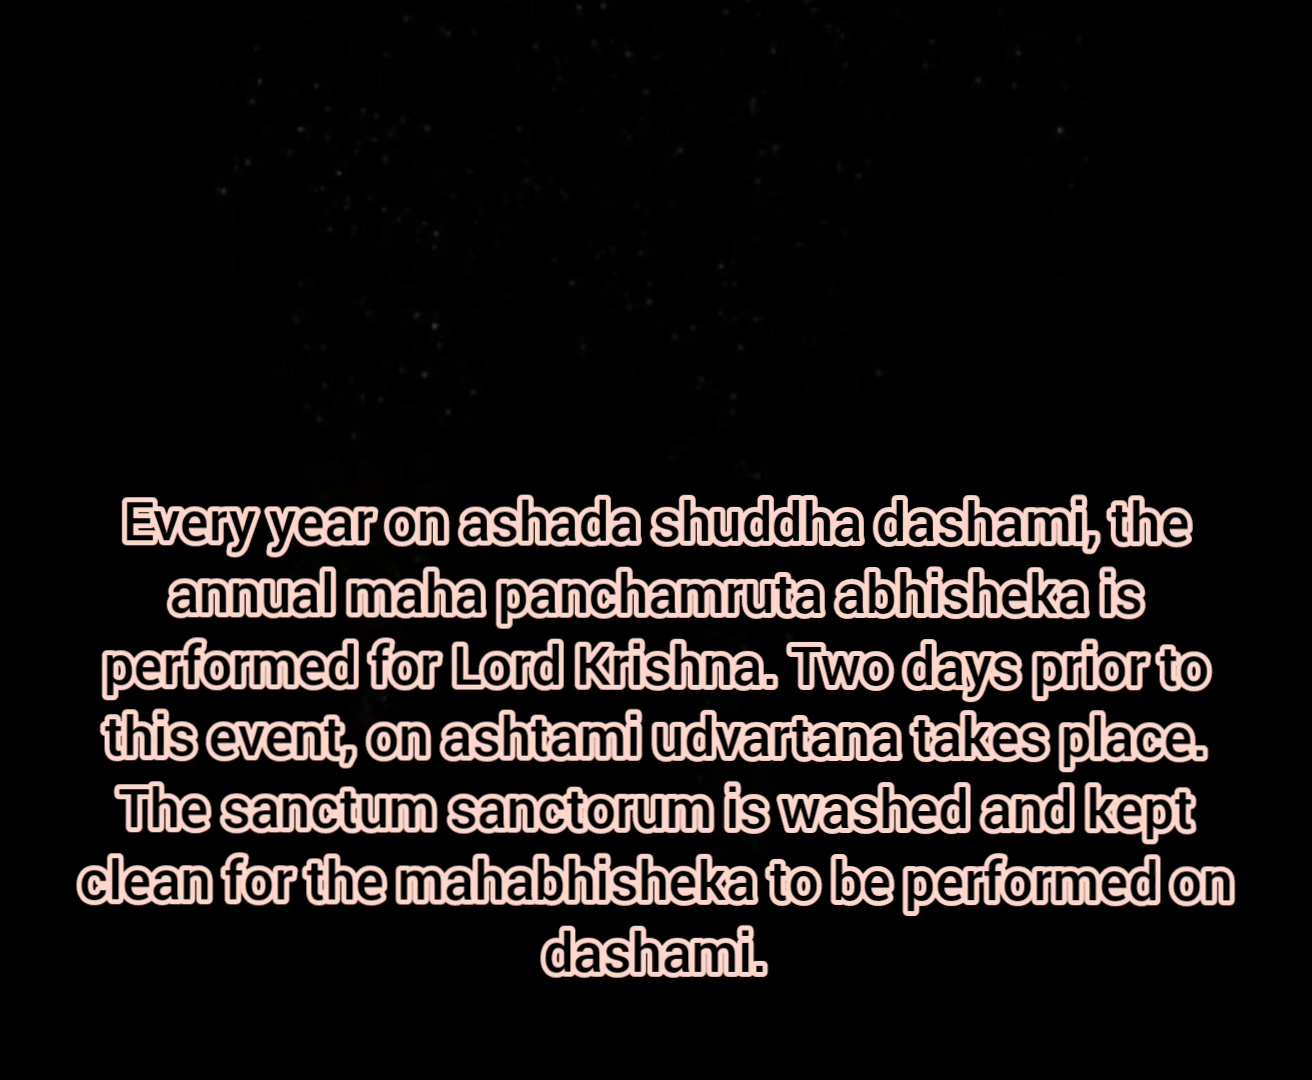 Every year on ashada shuddha dashami, the
annual maha panchamruta abhisheka is
performed for Lord Krishna. Two days prior to
this event, on ashtami udvartana takes place.
The sanctum sanctorum is washed and kept
clean for the mahabhisheka to be performed on
dashami.